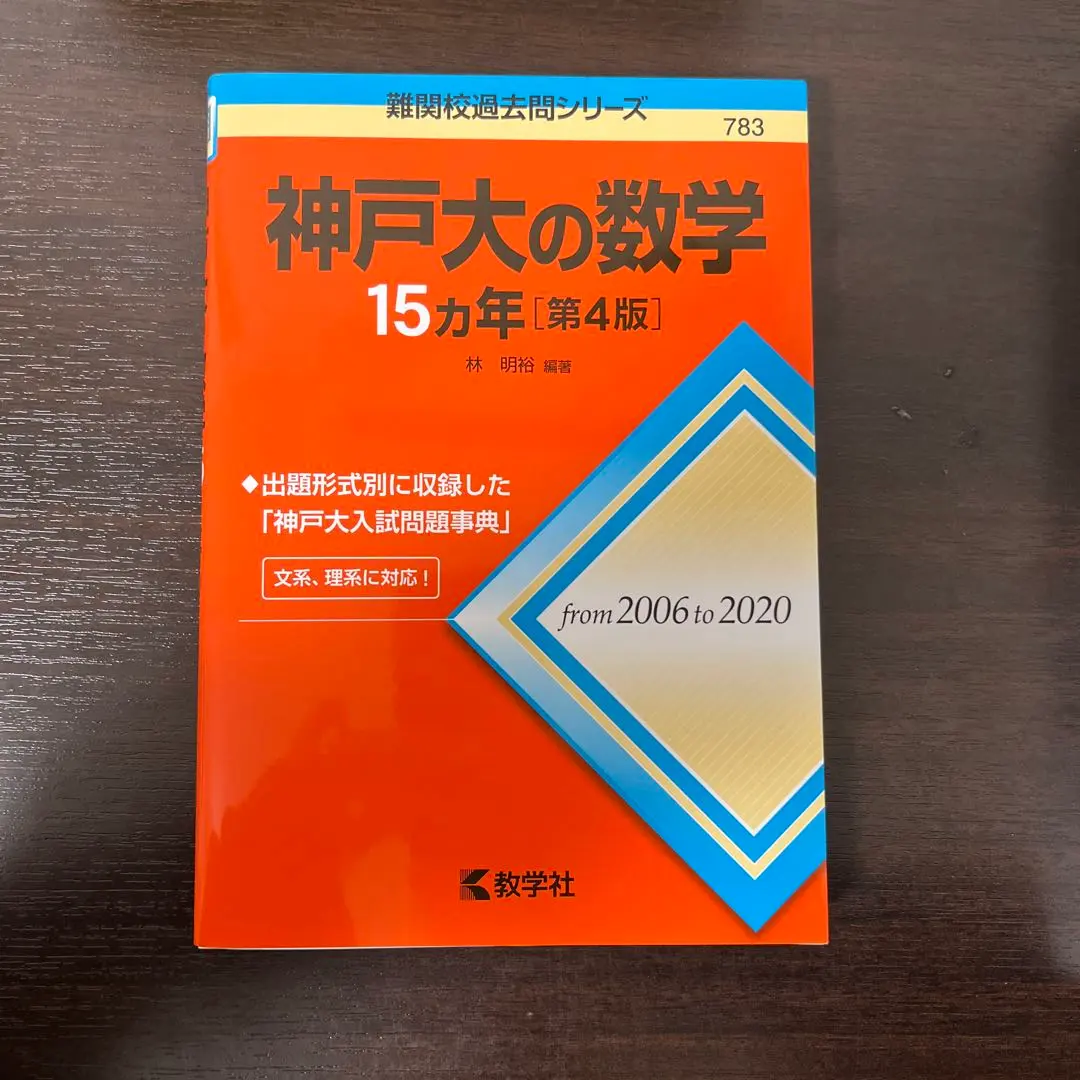 難関校過去問シリーズ
783
神戸大の数学
15カ年[第4版]
林 明裕 編著
◆出題形式別に収録した
「神戸大入試問題事典」
文系、理系に対応!
from 2006 to 2020
教学社